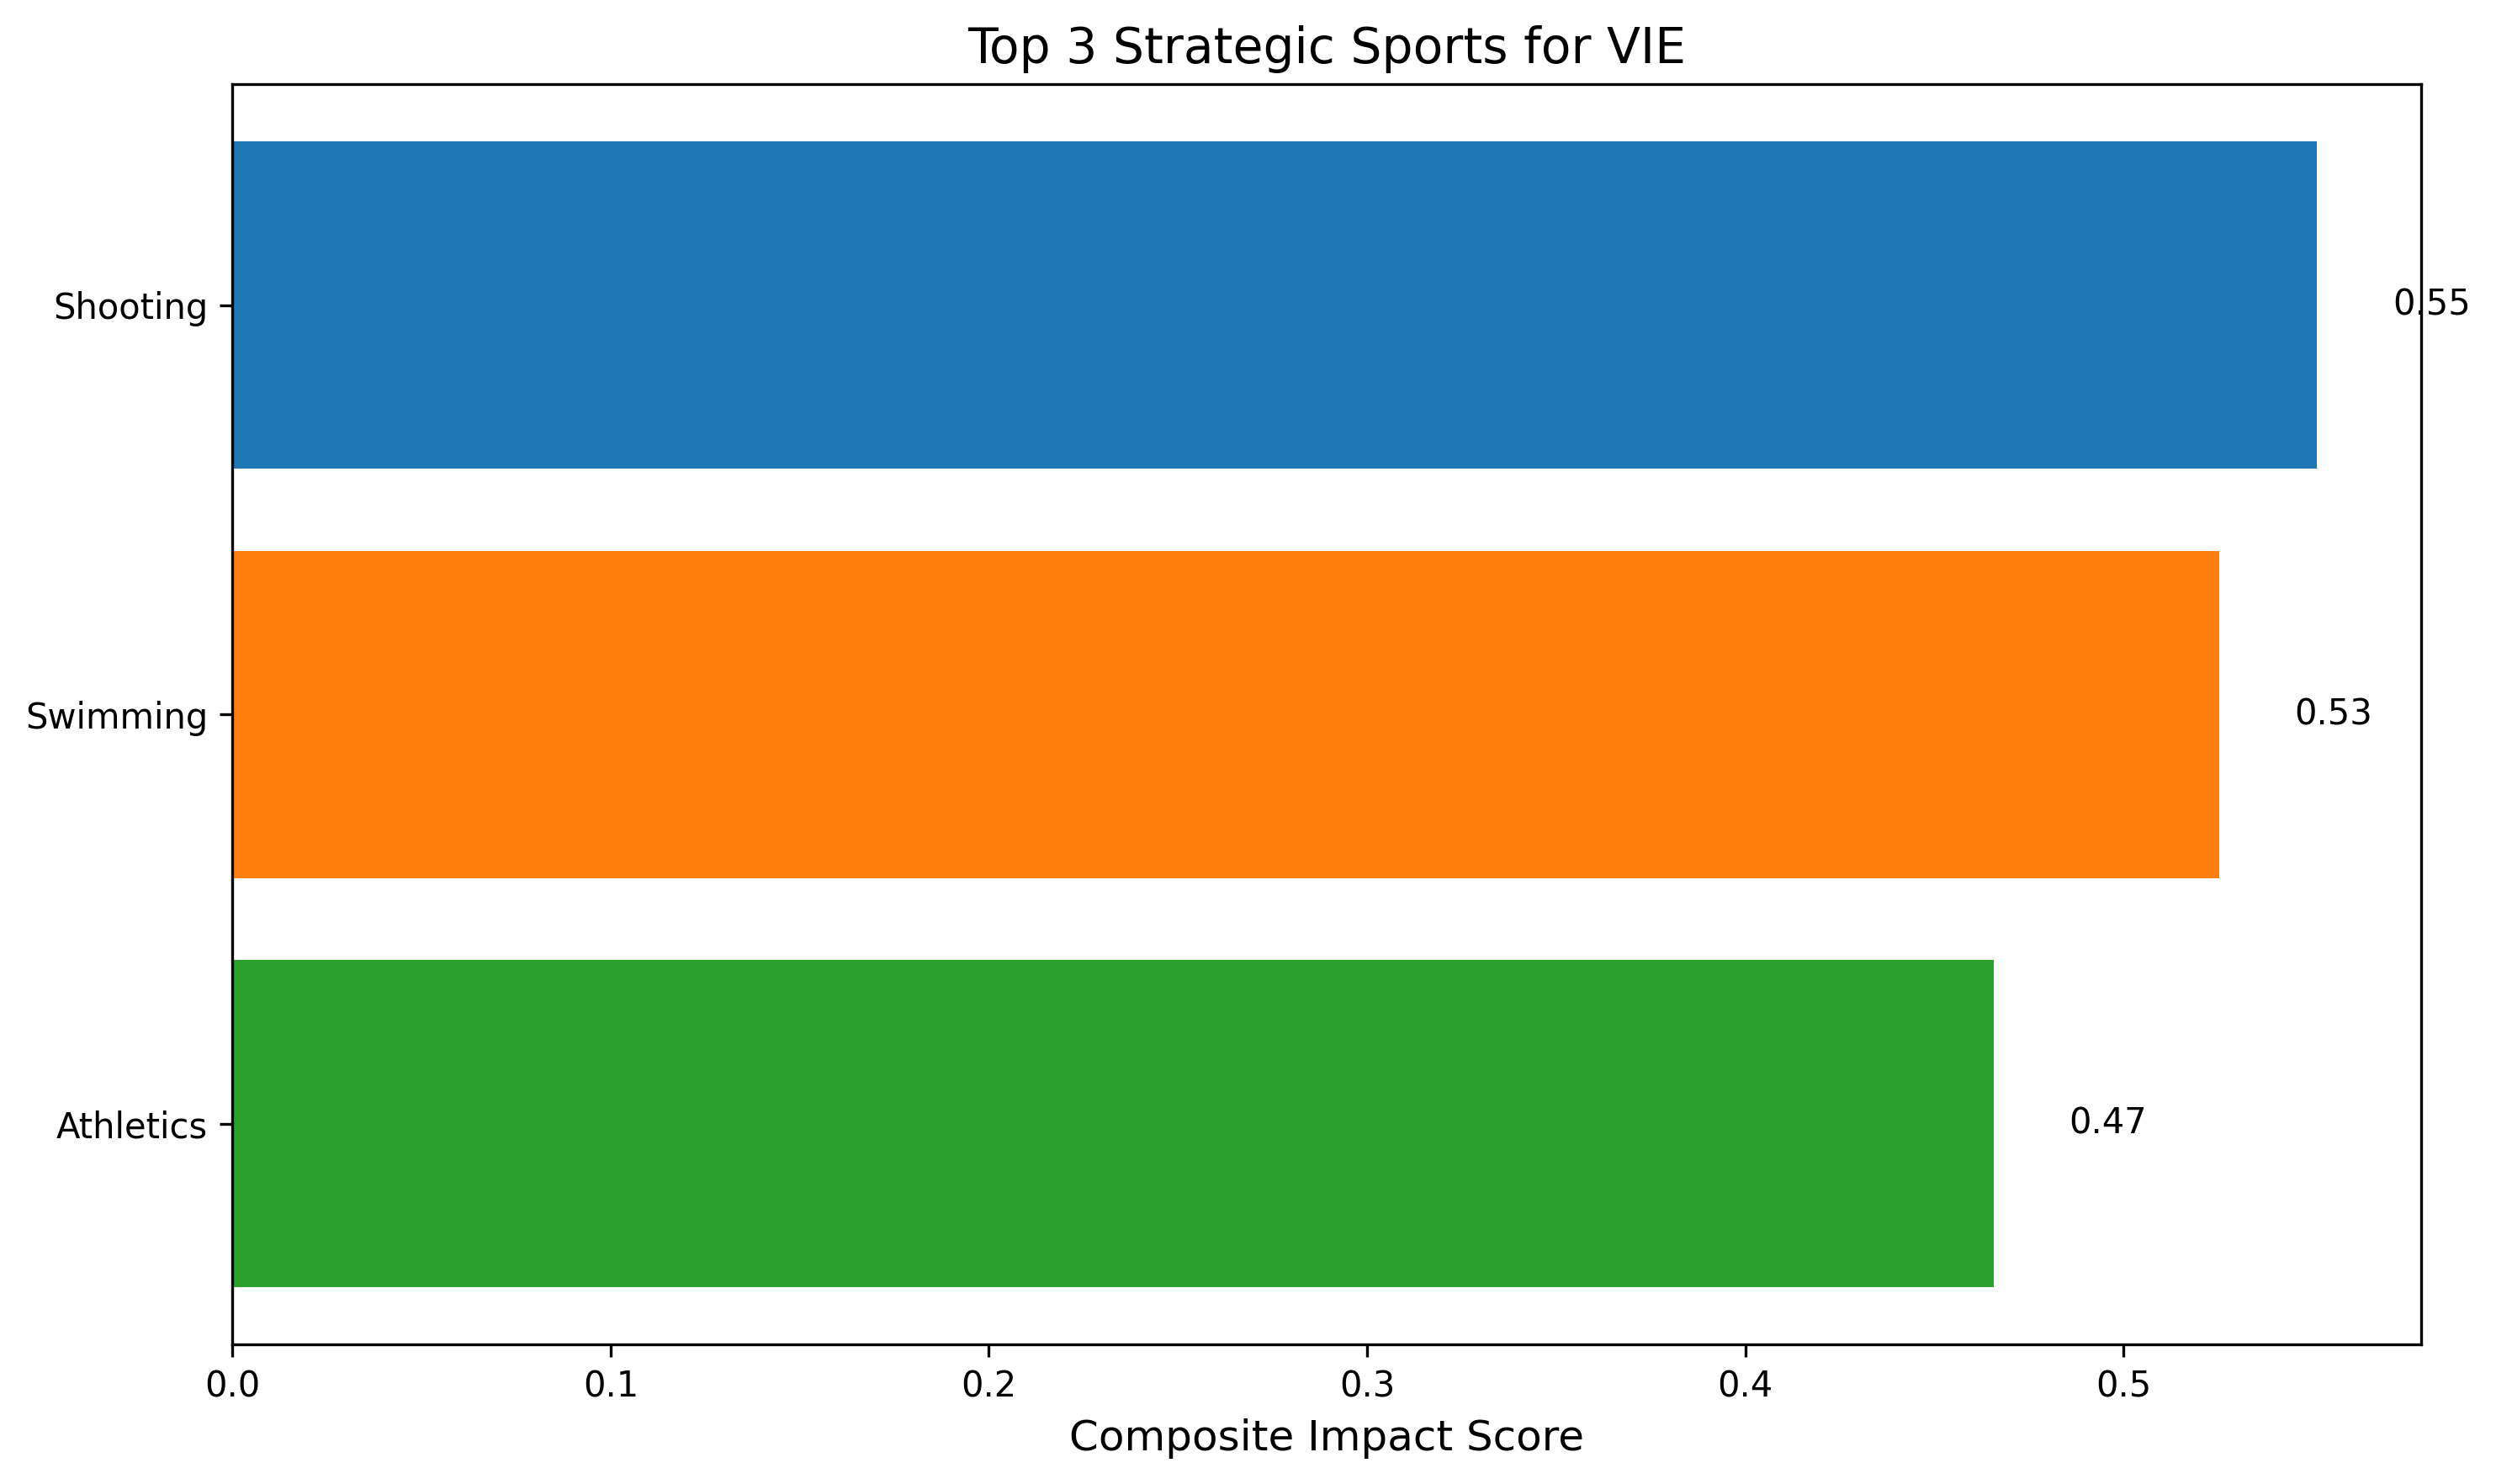 Top 3 Strategic Sports for VIE
Shooting
0.55
Swimming
0.53
Athletics
0.47
0.0 0.1 0.2 0.3 0.4 0.5
Composite Impact Score